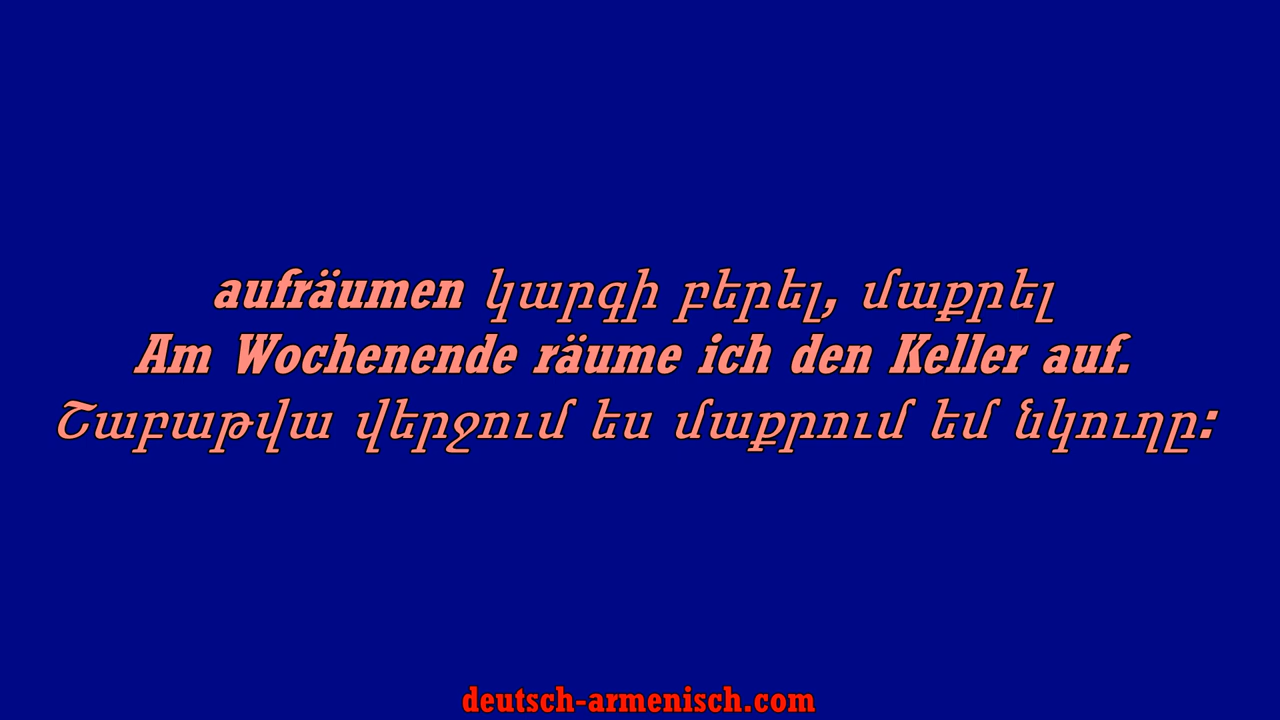 aufräumen կարգի բերել, մաքրել
Am Wochenende räume ich den Keller auf.
Շաբաթվա վերջում ես մաքրում եմ նկուղը:
deutsch-armenisch.com